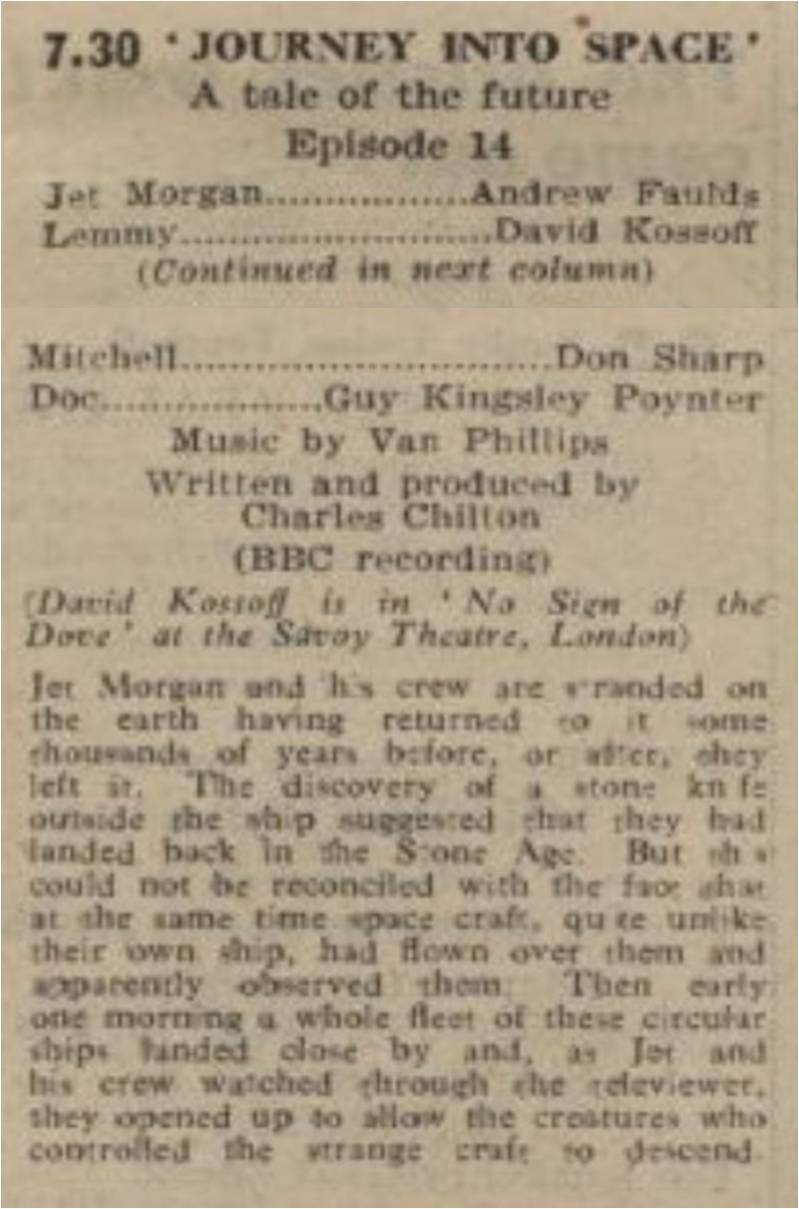 7.30 'JOURNEY INTO SPACE'
A tale of the future
Episode 14
Jet Morgan.................Andrew Faulds
Lemmy..........................David Kossoff
(Continued in next column)
Mitchell..............................Don Sharp
Doc..................Guy Kingsley Poynter
Music by Van Phillips
Written and produced by
Charles Chilton
(BBC recording)
(David Kossoff is in 'No Sign of the
Dove' at the Savoy Theatre, London)
Jet Morgan and his crew are stranded on
the earth having returned to it some
thousands of years before, or after, they
left it. The discovery of a stone knife
outside the ship suggested that they had
landed back in the Stone Age. But this
could not be reconciled with the fact that
at the same time space craft, quite unlike
their own ship, had flown over them and
apparently observed them. Then early
one morning a whole fleet of these circular
ships landed close by and, as Jet and
his crew watched through the televiewer,
they opened up to allow the creatures who
controlled the strange craft to descend.